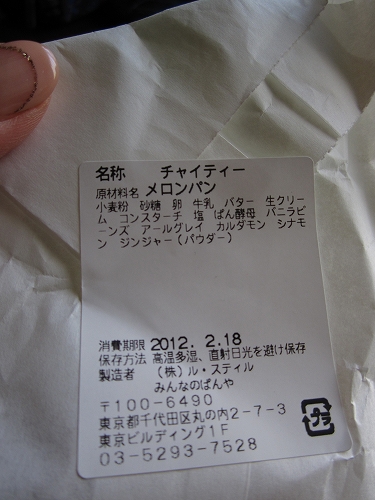 名称　チャイティー
原材料名 メロンパン
小麦粉 砂糖 卵 牛乳 バター 生クリー
ム コンスターチ 塩 ぱん酵母 バニラビ
ーンズ アールグレイ カルダモン シナモ
ン ジンジャー(パウダー)
消費期限 2012. 2.18
保存方法 高温多湿、直射日光を避け保存
製造者　(株)ル・スティル
みんなのぱんや
〒100-6490
東京都千代田区丸の内2-7-3
東京ビルディング1F
03-5293-7528
プラ